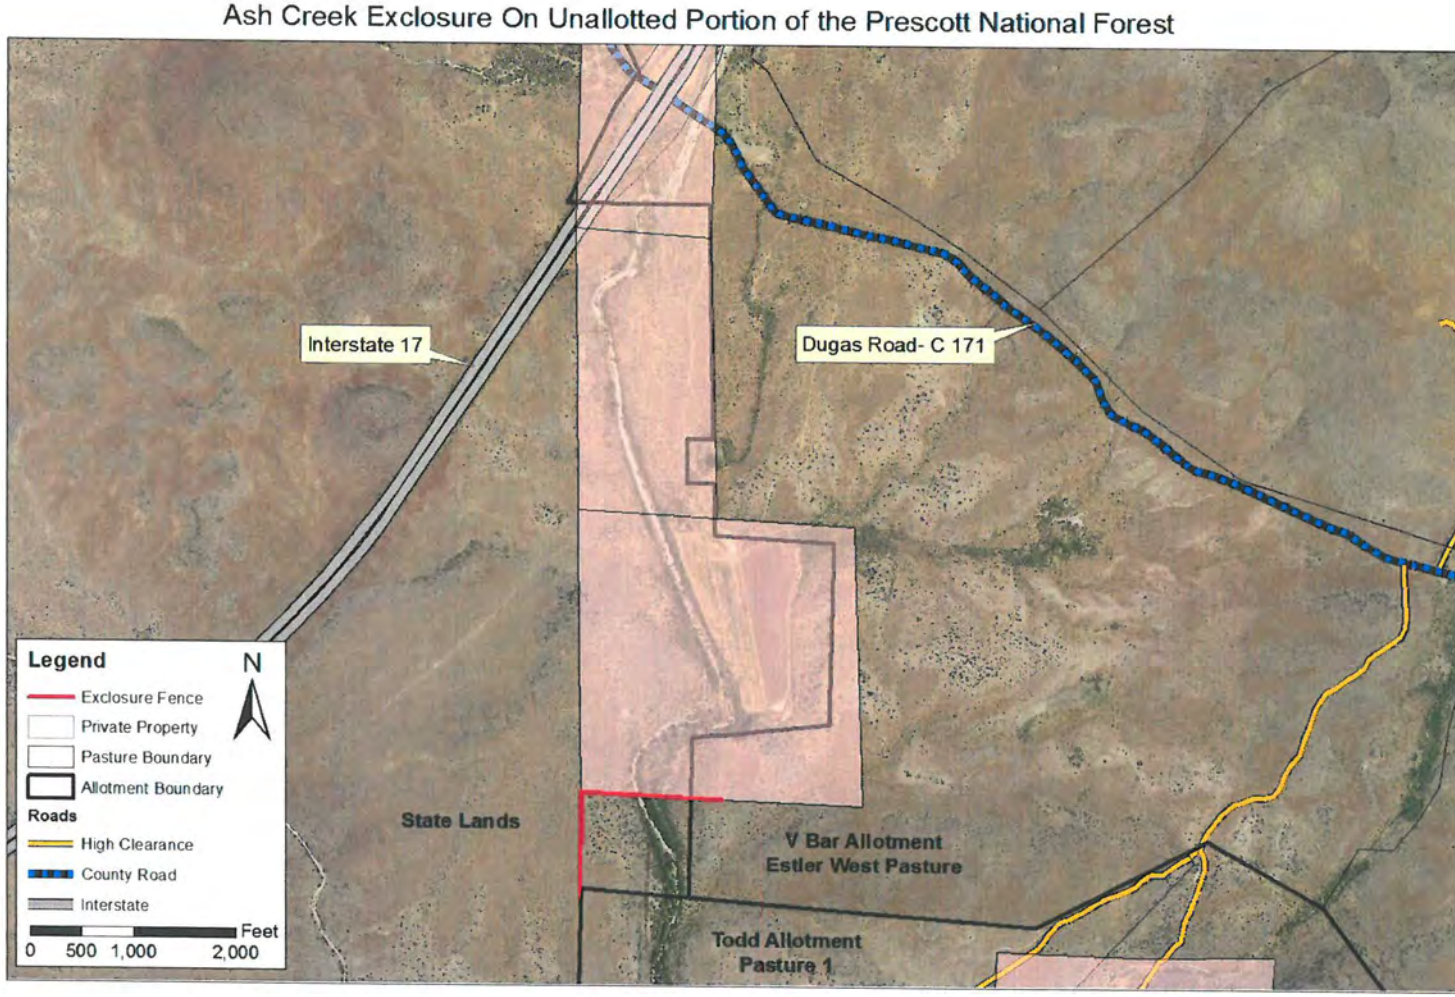 Ash Creek Exclosure On Unallotted Portion of the Prescott National Forest
Interstate 17
Dugas Road- C 171
Legend
N
Exclosure Fence
Private Property
Pasture Boundary
Allotment Boundary
Roads
High Clearance
County Road
Interstate
Feet
0 500 1,000 2,000
State Lands
V Bar Allotment
Estler West Pasture
Todd Allotment
Pasture 1